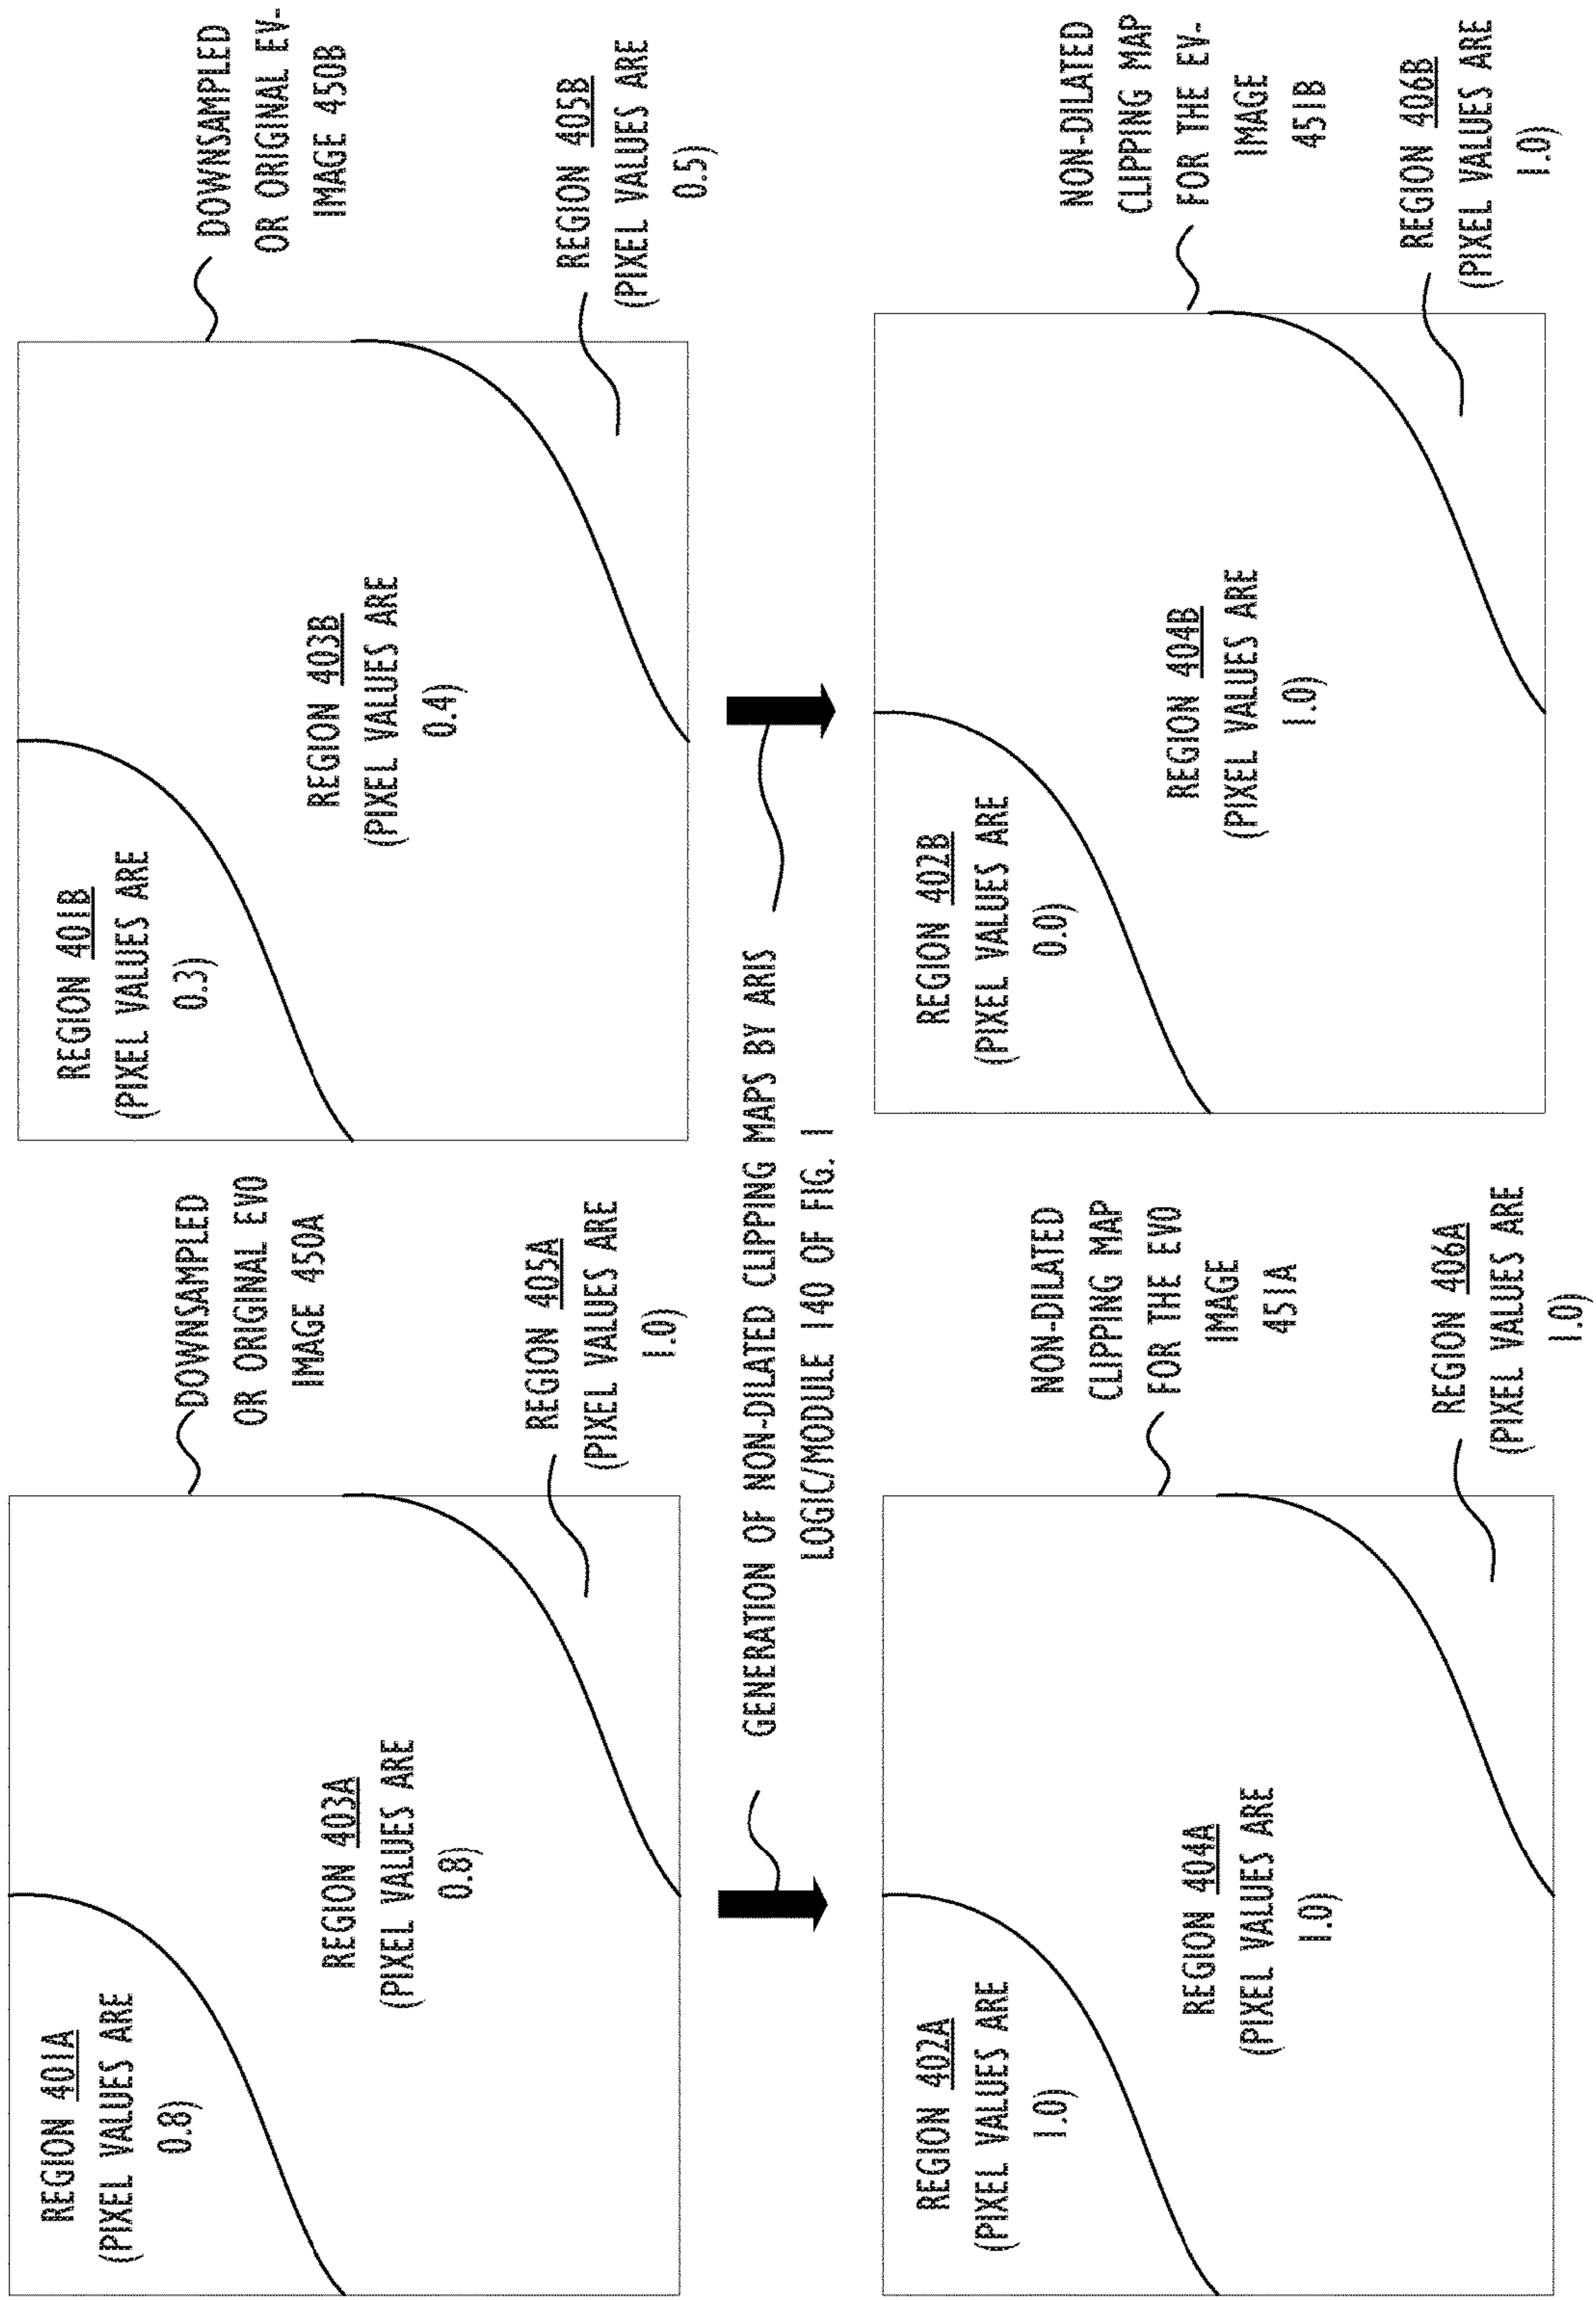 REGION 401A
(PIXEL VALUES ARE
0.8)
REGION 403A
(PIXEL VALUES ARE
0.8)
DOWNSAMPLED
OR ORIGINAL EV0
IMAGE 450A
REGION 405A
(PIXEL VALUES ARE
1.0)
REGION 401B
(PIXEL VALUES ARE
0.3)
REGION 403B
(PIXEL VALUES ARE
0.4)
DOWNSAMPLED
OR ORIGINAL EV-
IMAGE 450B
REGION 405B
(PIXEL VALUES ARE
0.5)
GENERATION OF NON-DILATED CLIPPING MAPS BY ARIS
LOGIC/MODULE 140 OF FIG. 1
REGION 402A
(PIXEL VALUES ARE
1.0)
REGION 404A
(PIXEL VALUES ARE
1.0)
NON-DILATED
CLIPPING MAP
FOR THE EV0
IMAGE
451A
REGION 406A
(PIXEL VALUES ARE
1.0)
REGION 402B
(PIXEL VALUES ARE
0.0)
REGION 404B
(PIXEL VALUES ARE
1.0)
NON-DILATED
CLIPPING MAP
FOR THE EV-
IMAGE
451B
REGION 406B
(PIXEL VALUES ARE
1.0)